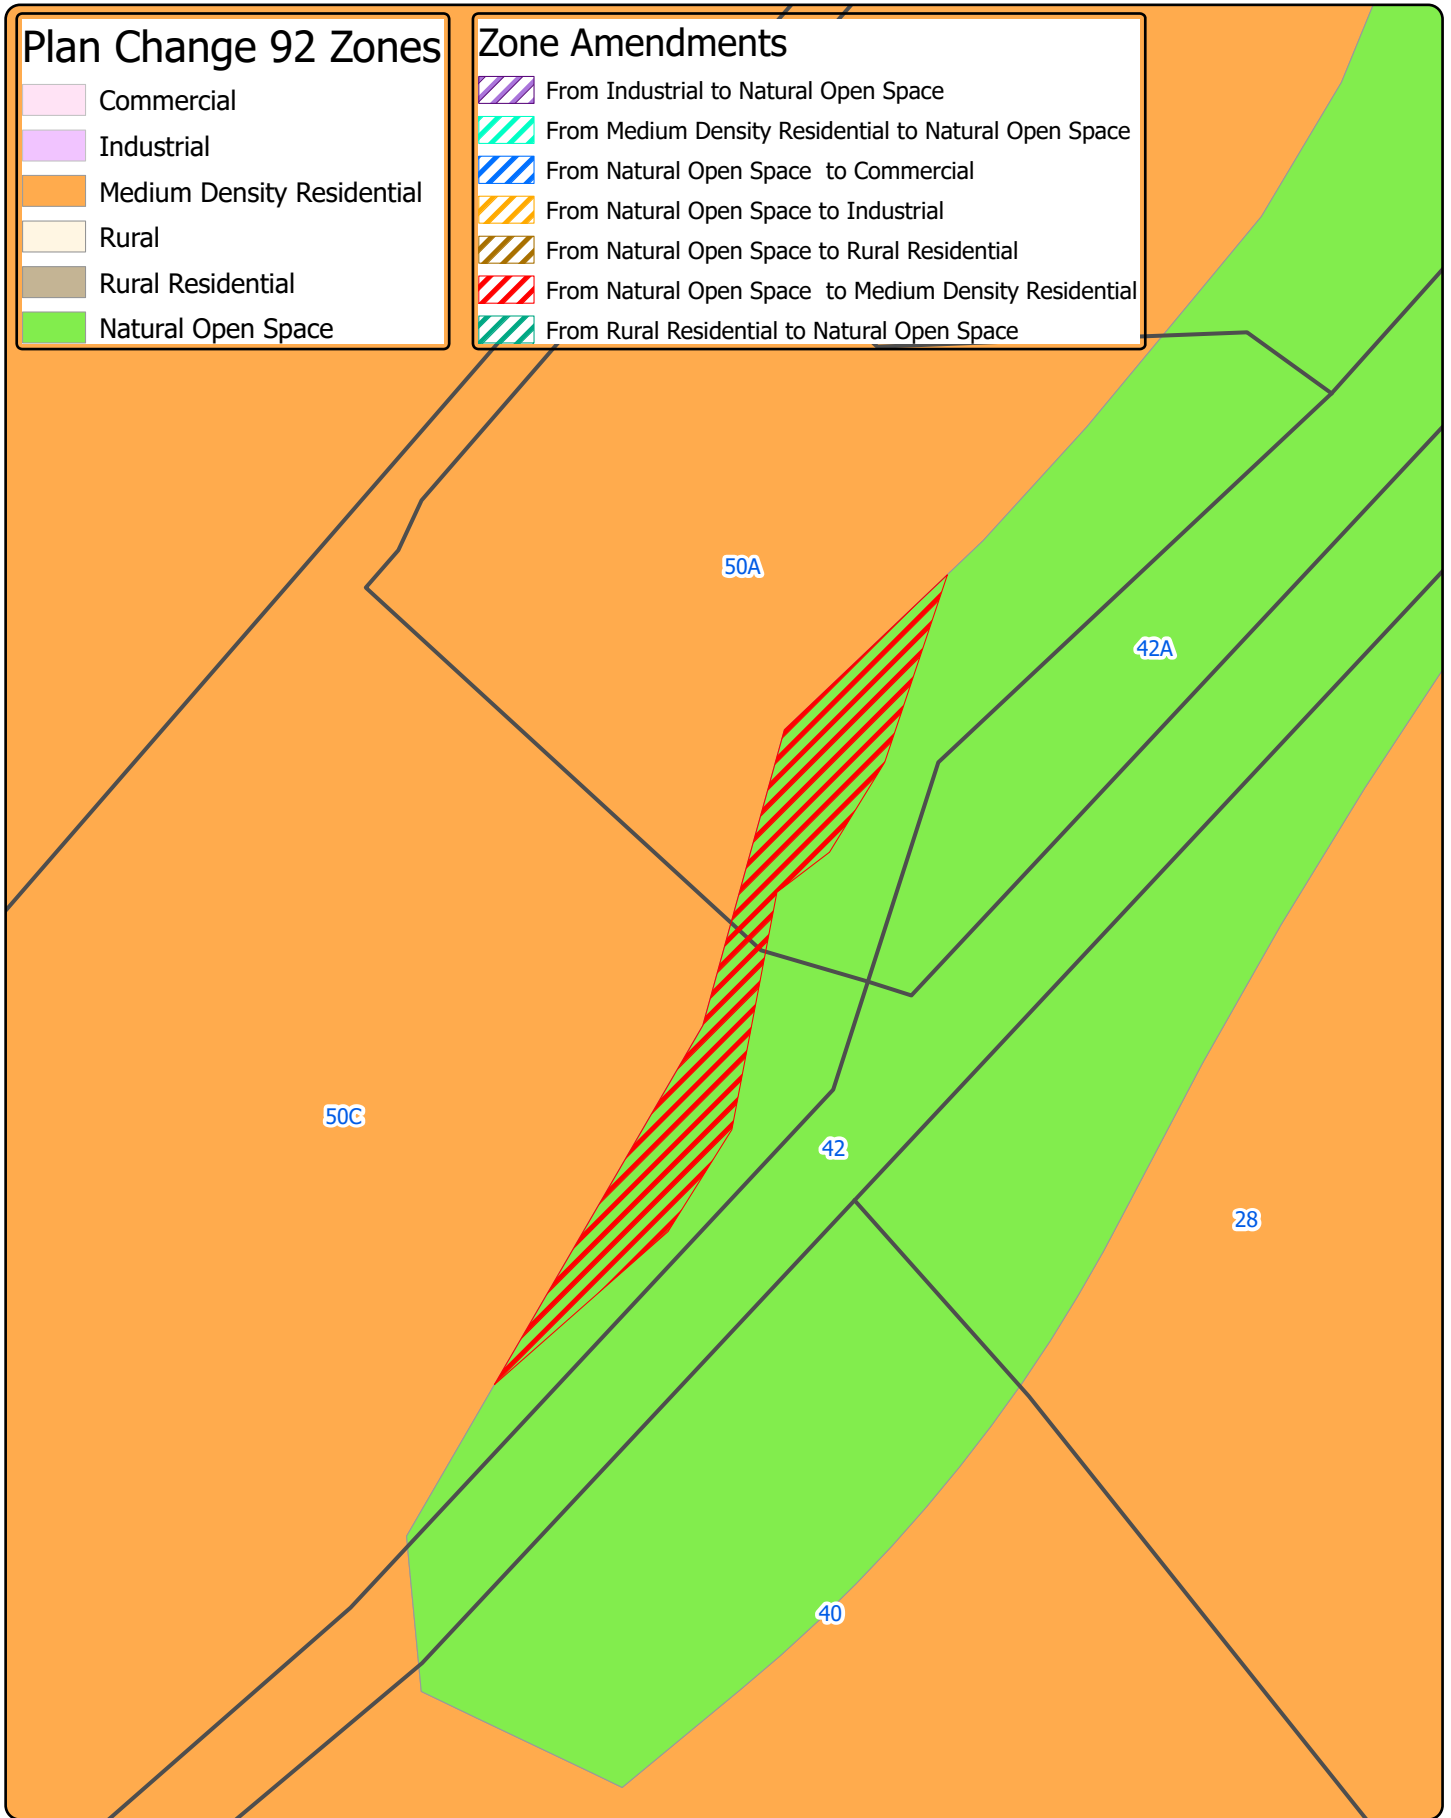 Plan Change 92 Zones
Commercial
Industrial
Medium Density Residential
Rural
Rural Residential
Natural Open Space
Zone Amendments
From Industrial to Natural Open Space
From Medium Density Residential to Natural Open Space
From Natural Open Space  to Commercial
From Natural Open Space to Industrial
From Natural Open Space to Rural Residential
From Natural Open Space  to Medium Density Residential
From Rural Residential to Natural Open Space
50A
42A
50C
42
28
40